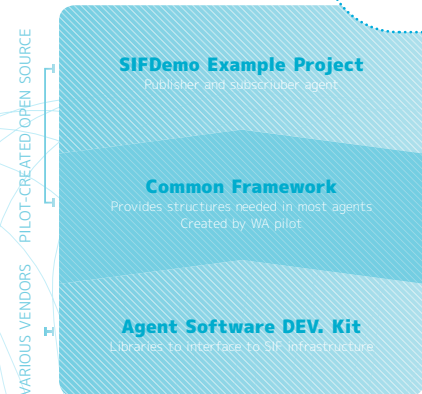 PILOT-CREATED OPEN SOURCE
SIFDemo Example Project
Publisher and subscriuber agent
Common Framework
Provides structures needed in most agents
Created by WA pilot
VARIOUS VENDORS
Agent Software DEV. Kit
Libraries to interface to SIF infrastructure